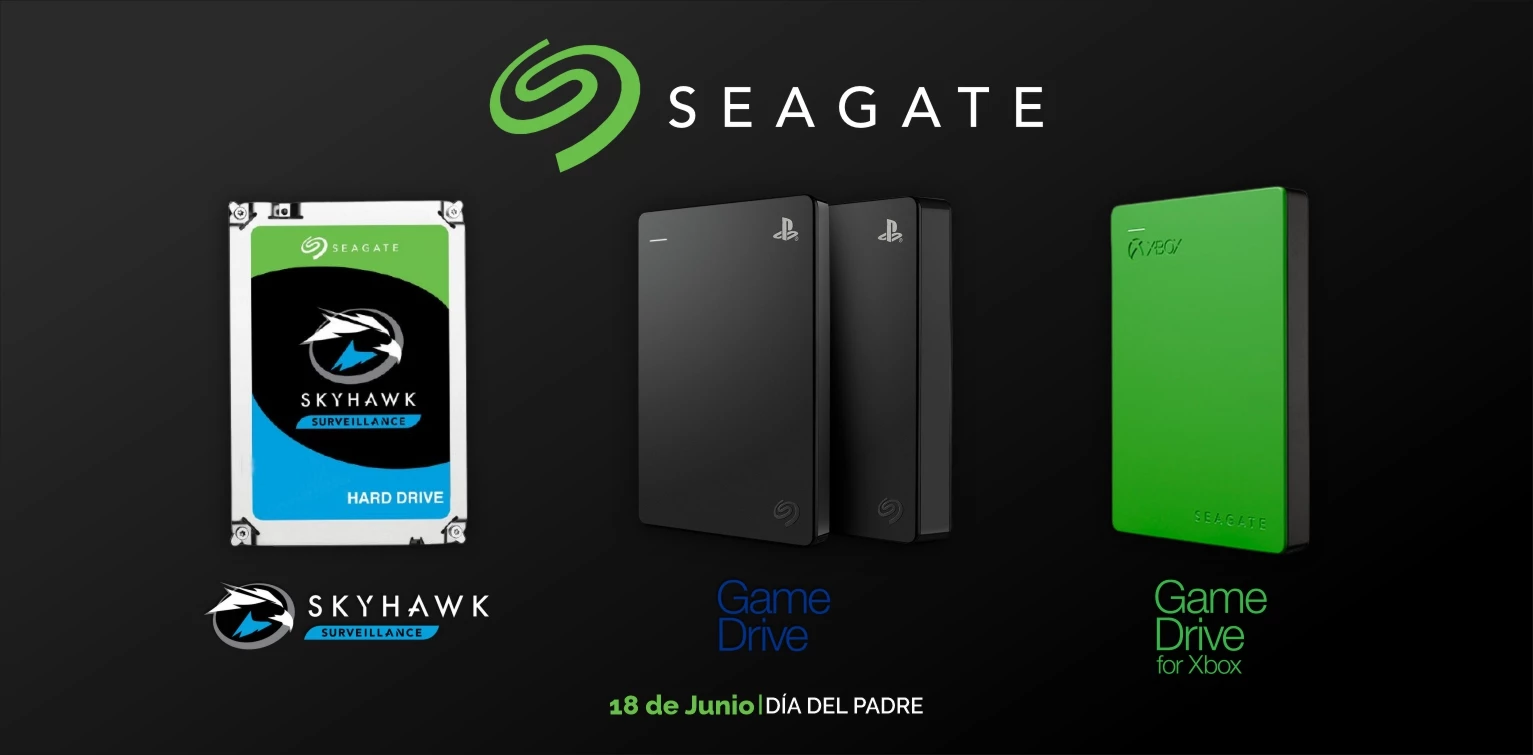 SEAGATE
SEAGATE
SKYHAWK
SURVEILLANCE
HARD DRIVE
XBOX
SEAGATE
SKYHAWK
SURVEILLANCE
Game
Drive
Game
Drive
for Xbox
18 de Junio|DÍA DEL PADRE